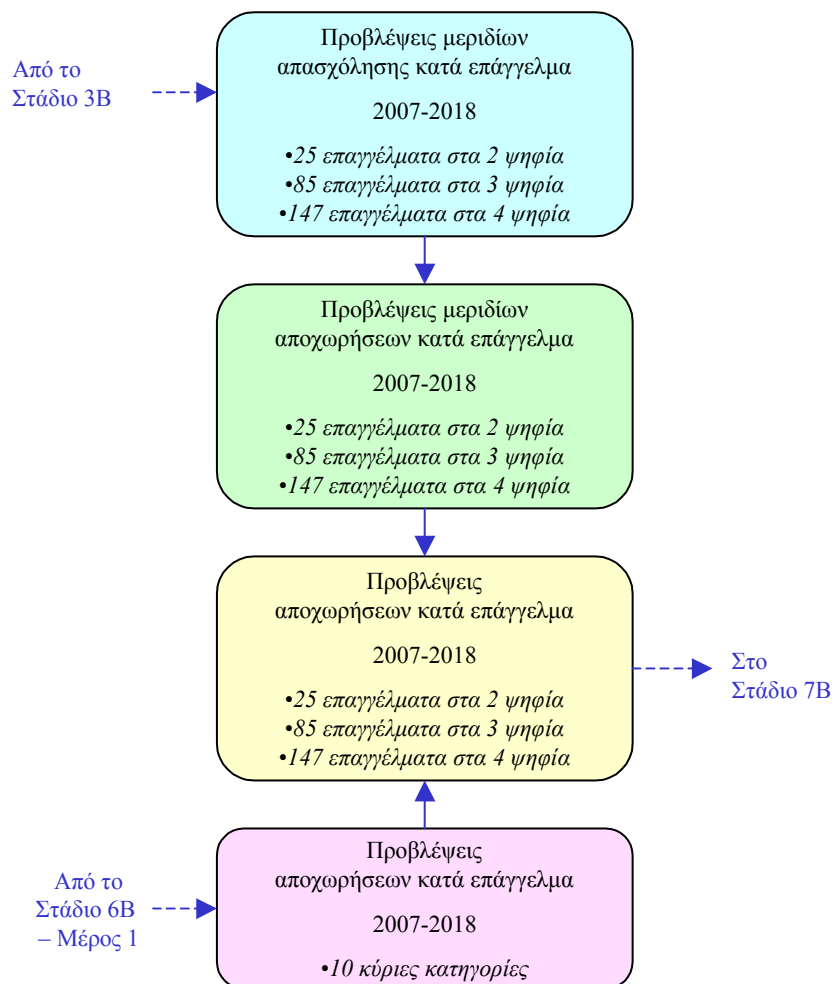 Προβλέψεις μεριδίων
απασχόλησης κατά επάγγελμα
2007-2018
•25 επαγγέλματα στα 2 ψηφία
•85 επαγγέλματα στα 3 ψηφία
•147 επαγγέλματα στα 4 ψηφία
Από το
Στάδιο 3Β
Προβλέψεις μεριδίων
αποχωρήσεων κατά επάγγελμα
2007-2018
•25 επαγγέλματα στα 2 ψηφία
•85 επαγγέλματα στα 3 ψηφία
•147 επαγγέλματα στα 4 ψηφία
Προβλέψεις
αποχωρήσεων κατά επάγγελμα
2007-2018
•25 επαγγέλματα στα 2 ψηφία
•85 επαγγέλματα στα 3 ψηφία
•147 επαγγέλματα στα 4 ψηφία
Στο
Στάδιο 7Β
Προβλέψεις
αποχωρήσεων κατά επάγγελμα
2007-2018
•10 κύριες κατηγορίες
Από το
Στάδιο 6Β
– Μέρος 1